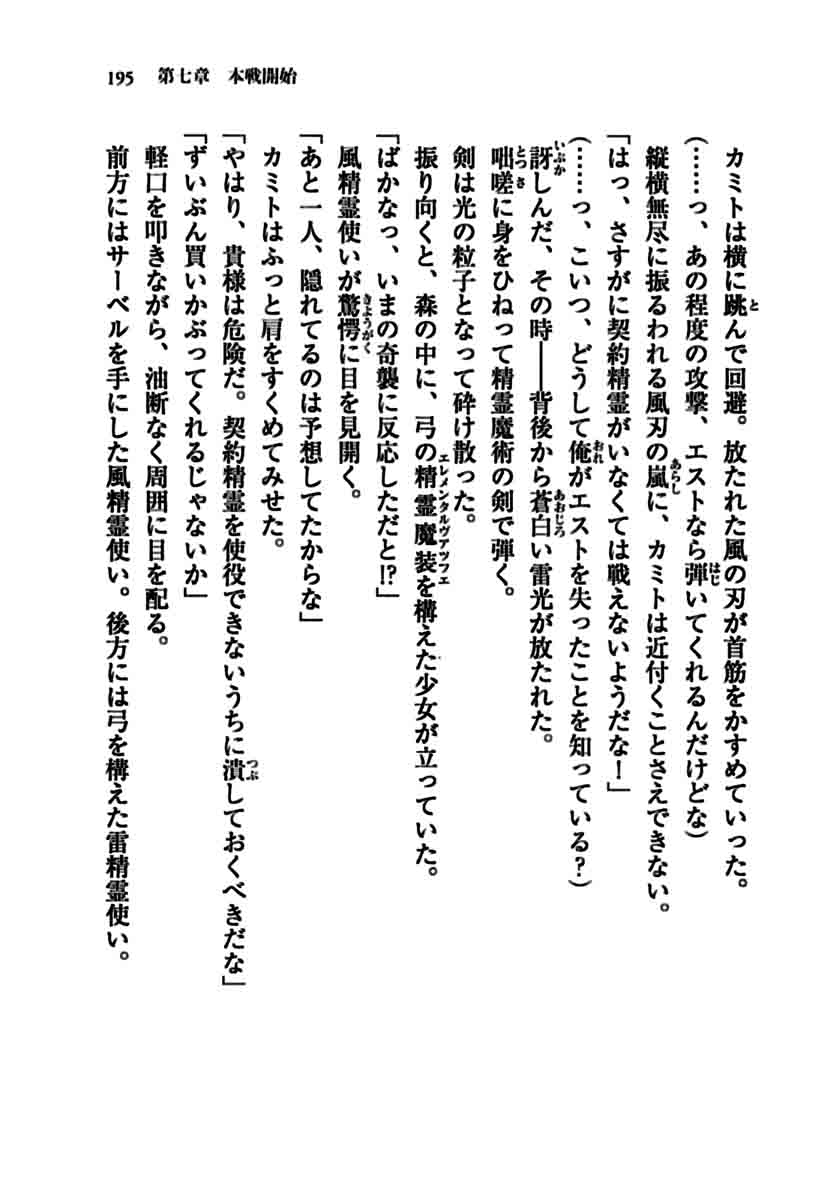 195　第七章　本戦開始
カミトは横に跳んで回避。放たれた風の刃が首筋をかすめていった。
(……っ、あの程度の攻撃、エストなら弾いてくれるんだけどな)
縦横無尽に振るわれる風刃の嵐に、カミトは近付くことさえできない。
「はっ、さすがに契約精霊がいなくては戦えないようだな！」
(……っ、こいつ、どうして俺がエストを失ったことを知っている？)
訝しんだ、その時――背後から蒼白い雷光が放たれた。
咄嗟に身をひねって精霊魔術の剣で弾く。
剣は光の粒子となって砕け散った。
振り向くと、森の中に、弓の精霊魔装を構えた少女が立っていた。
「ばかなっ、いまの奇襲に反応しただと!?」
風精霊使いが驚愕に目を見開く。
「あと一人、隠れてるのは予想してたからな」
カミトはふっと肩をすくめてみせた。
「やはり、貴様は危険だ。契約精霊を使役できないうちに潰しておくべきだな」
「ずいぶん買いかぶってくれるじゃないか」
軽口を叩きながら、油断なく周囲に目を配る。
前方にはサーベルを手にした風精霊使い。後方には弓を構えた雷精霊使い。